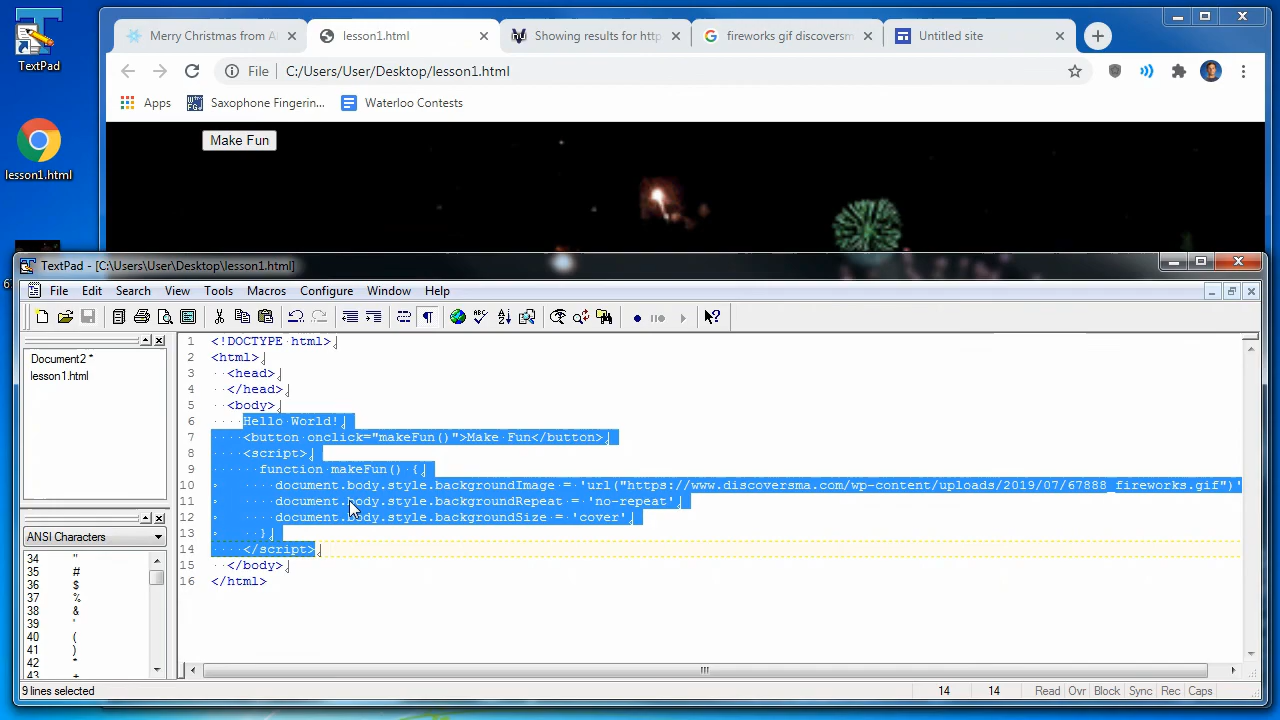 TextPad
lesson1.html
Merry Christmas from A
lesson1.html
Showing results for http
fireworks gif discoversm
Untitled site
File
C:/Users/User/Desktop/lesson1.html
Apps
Saxophone Fingerin...
Waterloo Contests
Make Fun
TextPad - [C:\Users\User\Desktop\lesson1.html]
File Edit Search View Tools Macros Configure Window Help
Document2 *
lesson1.html
ANSI Characters
34 "
35 #
36 $
37 %
38 &
39 '
40 (
41 )
42 *
43 +
1 <!DOCTYPE html>
2 <html>
3 <head>
4 </head>
5 <body>
6 Hello World!
7 <button onclick="makeFun()">Make Fun</button>
8 <script>
9 function makeFun() {
10 document.body.style.backgroundImage = 'url("https://www.discoversma.com/wp-content/uploads/2019/07/67888_fireworks.gif")'
11 document.body.style.backgroundRepeat = 'no-repeat'
12 document.body.style.backgroundSize = 'cover'
13 }
14 </script>
15 </body>
16 </html>
9 lines selected
14 14 Read Ovr Block Sync Rec Caps